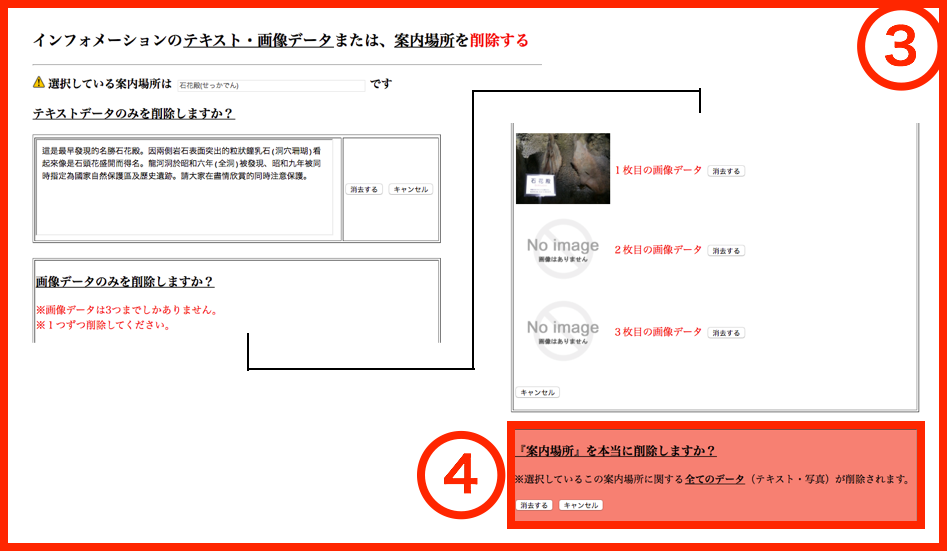 ③
インフォメーションのテキスト・画像データまたは、案内場所を削除する
選択している案内場所は 石花殿(せっかでん) です
テキストデータのみを削除しますか？
這是最早發現的名勝石花殿。因兩側岩石表面突出的粒狀鐘乳石(洞穴珊瑚)看
起來像是石頭花盛開而得名。龍河洞於昭和六年(全洞)被發現、昭和九年被同
時指定為國家自然保護區及歷史遺跡。請大家在盡情欣賞的同時注意保護。
消去する キャンセル
画像データのみを削除しますか？
※画像データは3つまでしかありません。
※１つずつ削除してください。
石花殿
１枚目の画像データ 消去する
No image
画像はありません
２枚目の画像データ 消去する
No image
画像はありません
３枚目の画像データ 消去する
キャンセル
④
『案内場所』を本当に削除しますか？
※選択しているこの案内場所に関する全てのデータ（テキスト・写真）が削除されます。
消去する キャンセル